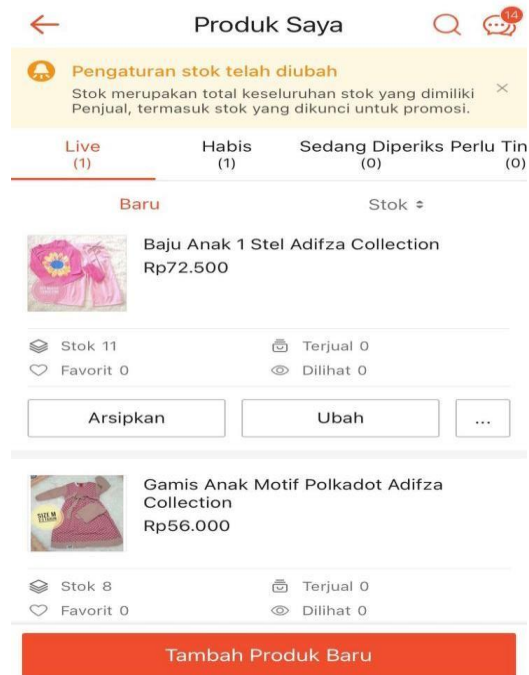 Produk Saya
14
Pengaturan stok telah diubah
Stok merupakan total keseluruhan stok yang dimiliki
Penjual, termasuk stok yang dikunci untuk promosi.
Live Habis Sedang Diperiks Perlu Tin
(1) (1) (0) (0)
Baru Stok
Baju Anak 1 Stel Adifza Collection
Rp72.500
Stok 11 Terjual 0
Favorit 0 Dilihat 0
Arsipkan Ubah ...
Gamis Anak Motif Polkadot Adifza
Collection
Rp56.000
SIZE M
Stok 8 Terjual 0
Favorit 0 Dilihat 0
Tambah Produk Baru